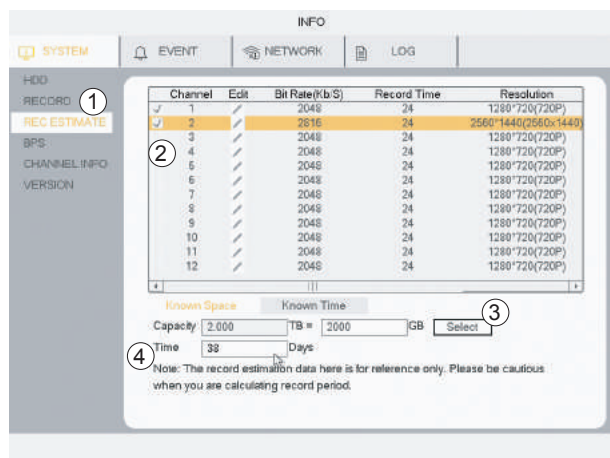 INFO
SYSTEM EVENT NETWORK LOG
HDD
RECORD
REC ESTIMATE
BPS
CHANNEL INFO
VERSION
1
Channel Edit Bit Rate(Kb/S) Record Time Resolution
1 2048 24 1280*720(720P)
2 2816 24 2560*1440(2560x1440)
3 2048 24 1280*720(720P)
4 2048 24 1280*720(720P)
5 2048 24 1280*720(720P)
6 2048 24 1280*720(720P)
7 2048 24 1280*720(720P)
8 2048 24 1280*720(720P)
9 2048 24 1280*720(720P)
10 2048 24 1280*720(720P)
11 2048 24 1280*720(720P)
12 2048 24 1280*720(720P)
2
Known Space Known Time
3
Capacity 2.000 TB = 2000 GB Select
4
Time 38 Days
Note: The record estimation data here is for reference only. Please be cautious
when you are calculating record period.